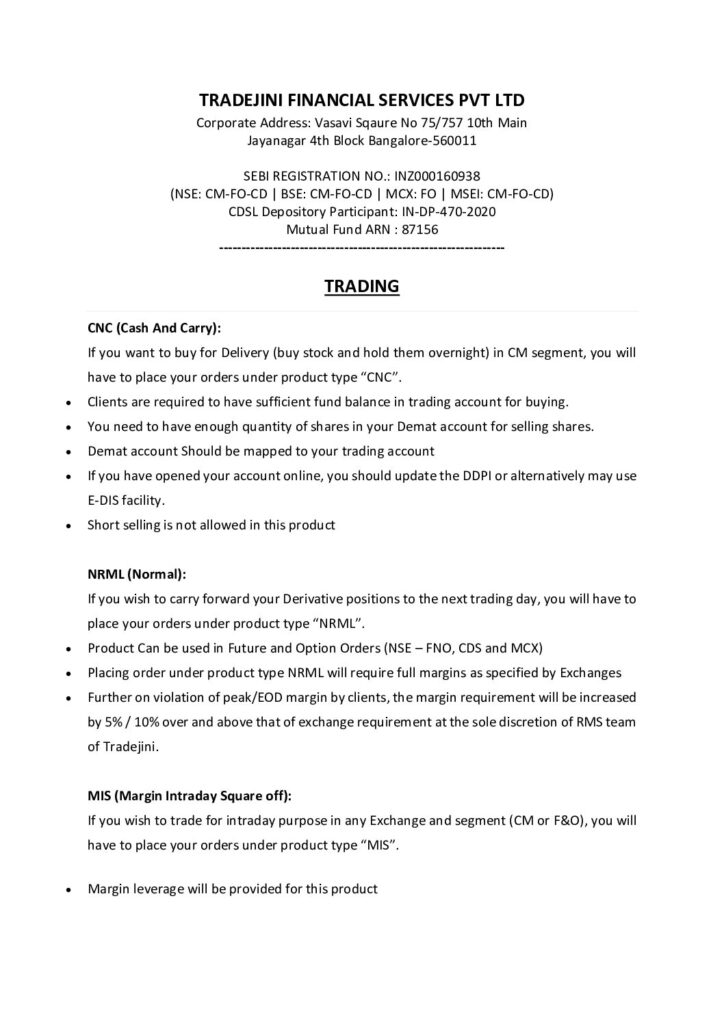 TRADEJINI FINANCIAL SERVICES PVT LTD
Corporate Address: Vasavi Sqaure No 75/757 10th Main
Jayanagar 4th Block Bangalore-560011
SEBI REGISTRATION NO.: INZ000160938
(NSE: CM-FO-CD | BSE: CM-FO-CD | MCX: FO | MSEI: CM-FO-CD)
CDSL Depository Participant: IN-DP-470-2020
Mutual Fund ARN : 87156
----------------------------------------------------------------
TRADING
CNC (Cash And Carry):
If you want to buy for Delivery (buy stock and hold them overnight) in CM segment, you will
have to place your orders under product type “CNC”.
• Clients are required to have sufficient fund balance in trading account for buying.
• You need to have enough quantity of shares in your Demat account for selling shares.
• Demat account Should be mapped to your trading account
• If you have opened your account online, you should update the DDPI or alternatively may use
E-DIS facility.
• Short selling is not allowed in this product
NRML (Normal):
If you wish to carry forward your Derivative positions to the next trading day, you will have to
place your orders under product type “NRML”.
• Product Can be used in Future and Option Orders (NSE – FNO, CDS and MCX)
• Placing order under product type NRML will require full margins as specified by Exchanges
• Further on violation of peak/EOD margin by clients, the margin requirement will be increased
by 5% / 10% over and above that of exchange requirement at the sole discretion of RMS team
of Tradejini.
MIS (Margin Intraday Square off):
If you wish to trade for intraday purpose in any Exchange and segment (CM or F&O), you will
have to place your orders under product type “MIS”.
• Margin leverage will be provided for this product